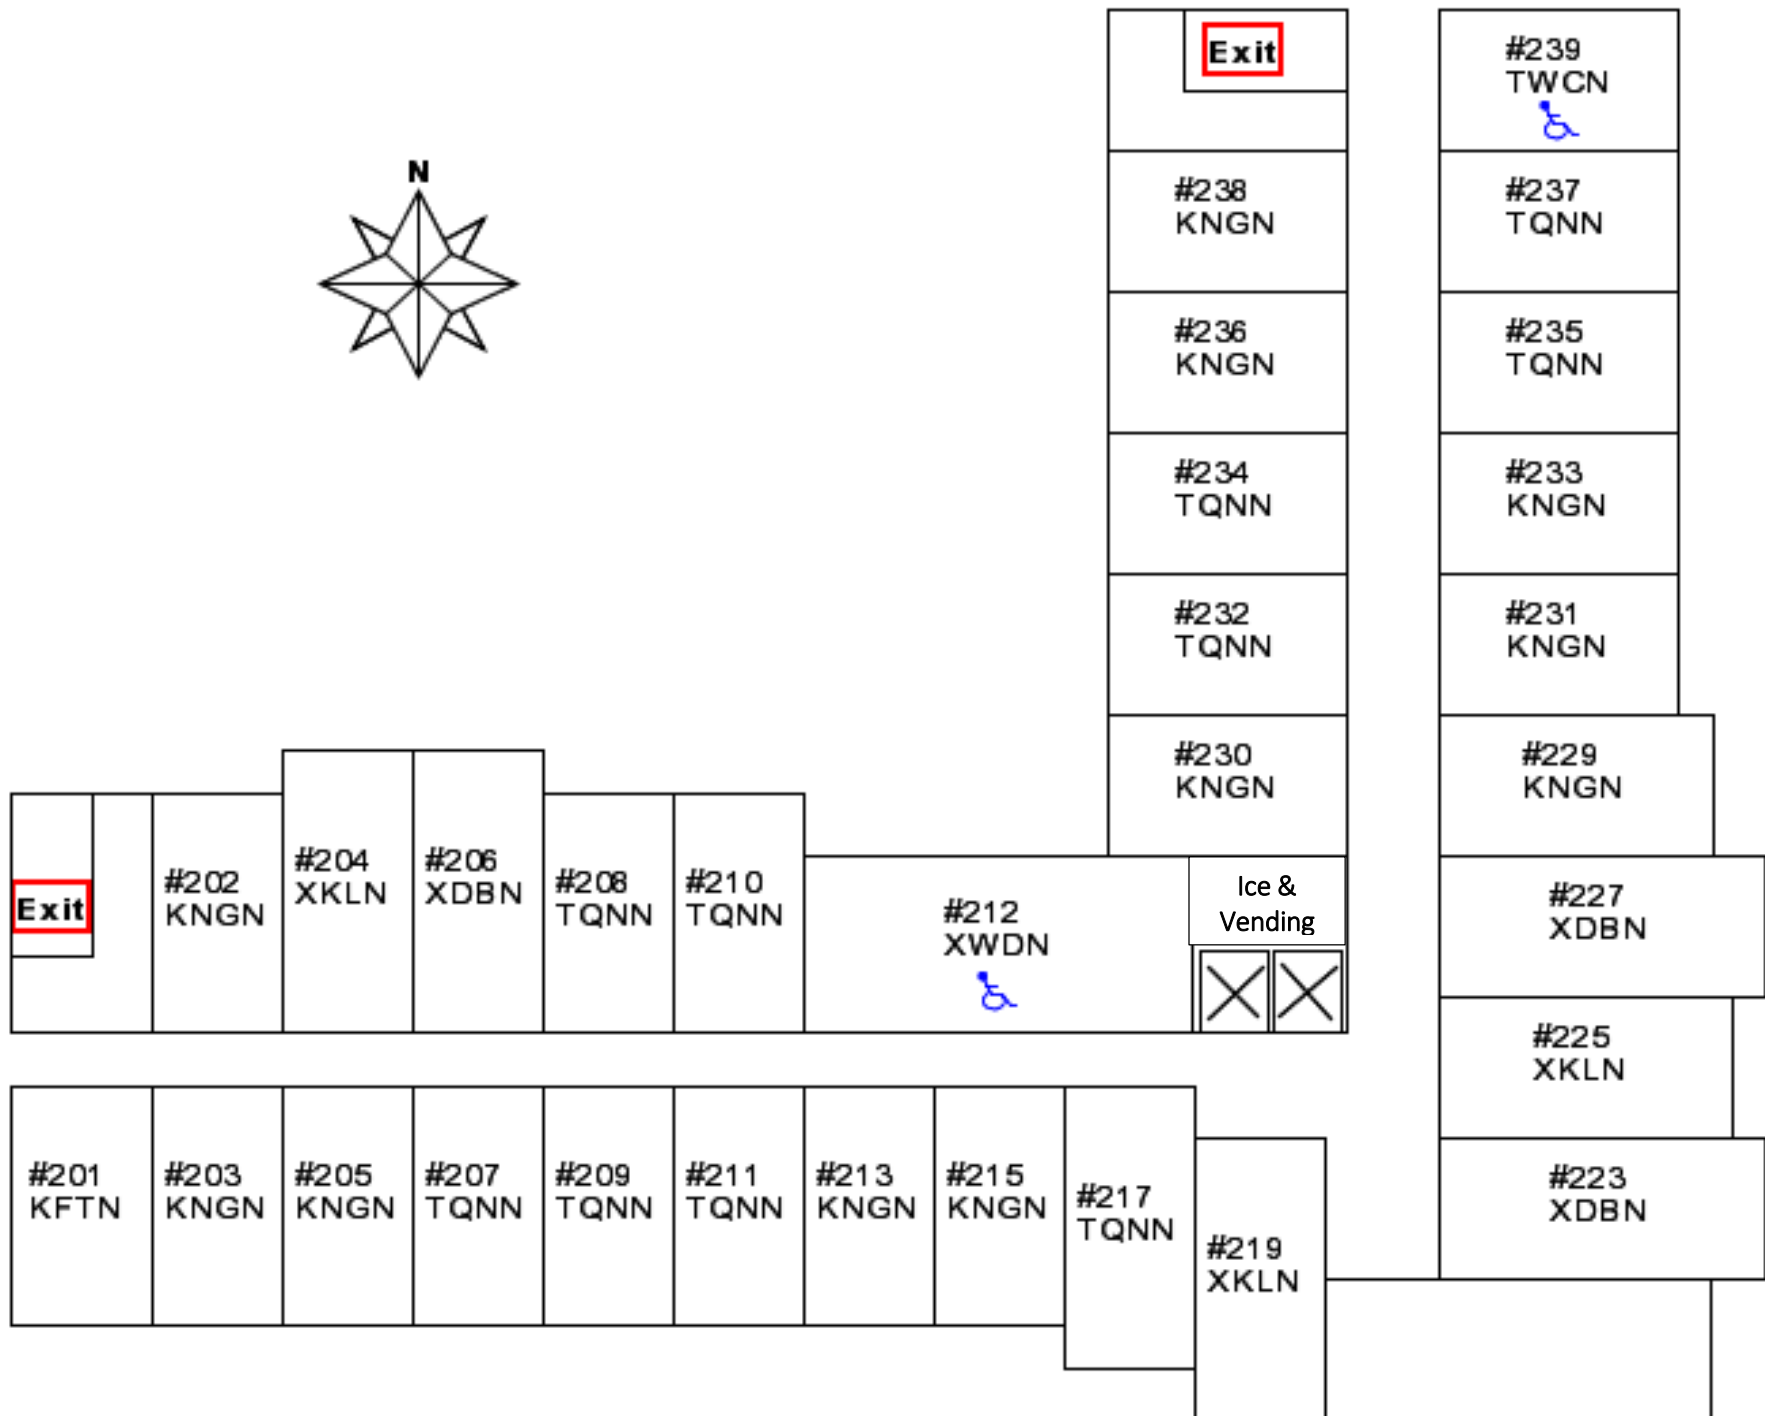 Exit
#239
TWCN
N
#238
KNGN
#237
TQNN
#236
KNGN
#235
TQNN
#234
TQNN
#233
KNGN
#232
TQNN
#231
KNGN
#230
KNGN
#229
KNGN
Exit
#202
KNGN
#204
XKLN
#206
XDBN
#208
TQNN
#210
TQNN
#212
XWDN
Ice &
Vending
#227
XDBN
#225
XKLN
#201
KFTN
#203
KNGN
#205
KNGN
#207
TQNN
#209
TQNN
#211
TQNN
#213
KNGN
#215
KNGN
#217
TQNN
#219
XKLN
#223
XDBN